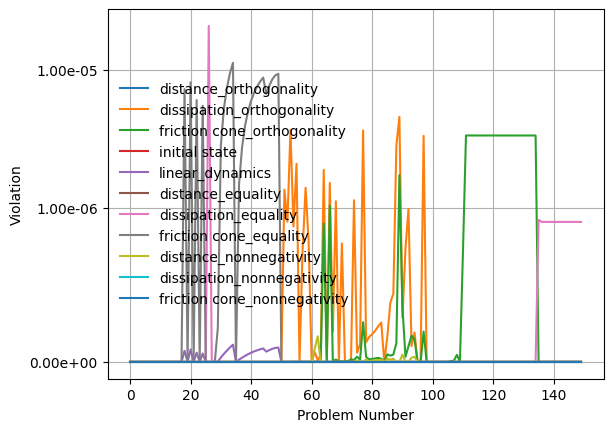 1.00e-05
1.00e-06
0.00e+00
Violation
distance_orthogonality
dissipation_orthogonality
friction cone_orthogonality
initial state
linear_dynamics
distance_equality
dissipation_equality
friction cone_equality
distance_nonnegativity
dissipation_nonnegativity
friction cone_nonnegativity
0 20 40 60 80 100 120 140
Problem Number